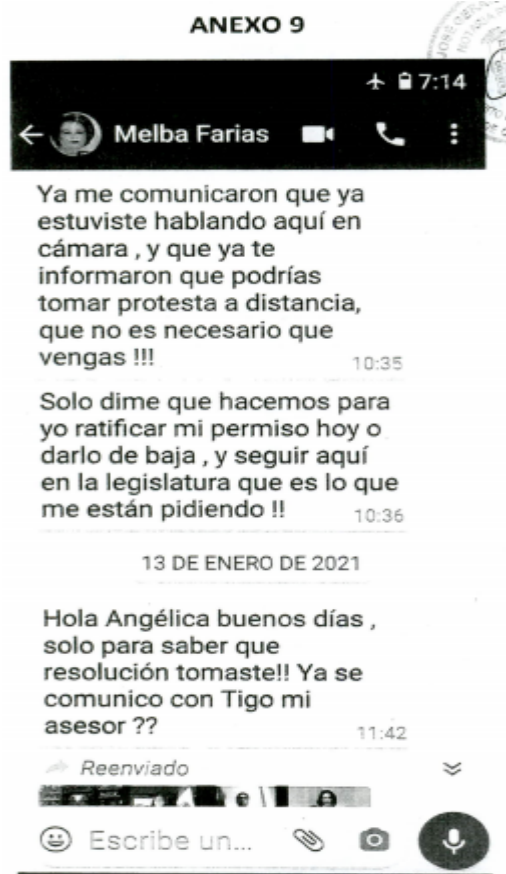 ANEXO 9
7:14
Melba Farias
Ya me comunicaron que ya
estuviste hablando aquí en
cámara , y que ya te
informaron que podrías
tomar protesta a distancia,
que no es necesario que
vengas !!!
10:35
Solo dime que hacemos para
yo ratificar mi permiso hoy o
darlo de baja , y seguir aquí
en la legislatura que es lo que
me están pidiendo !!
10:36
13 DE ENERO DE 2021
Hola Angélica buenos días ,
solo para saber que
resolución tomaste!! Ya se
comunico con Tigo mi
asesor ??
11:42
Reenviado
Escribe un...